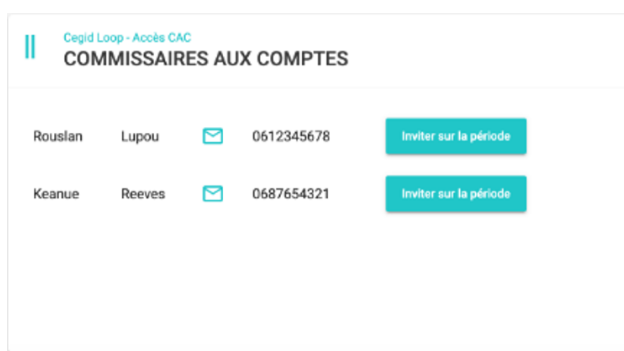 Cegid Loop - Accès CAC
COMMISSAIRES AUX COMPTES
Rouslan Lupou 0612345678 Inviter sur la période
Keanue Reeves 0687654321 Inviter sur la période